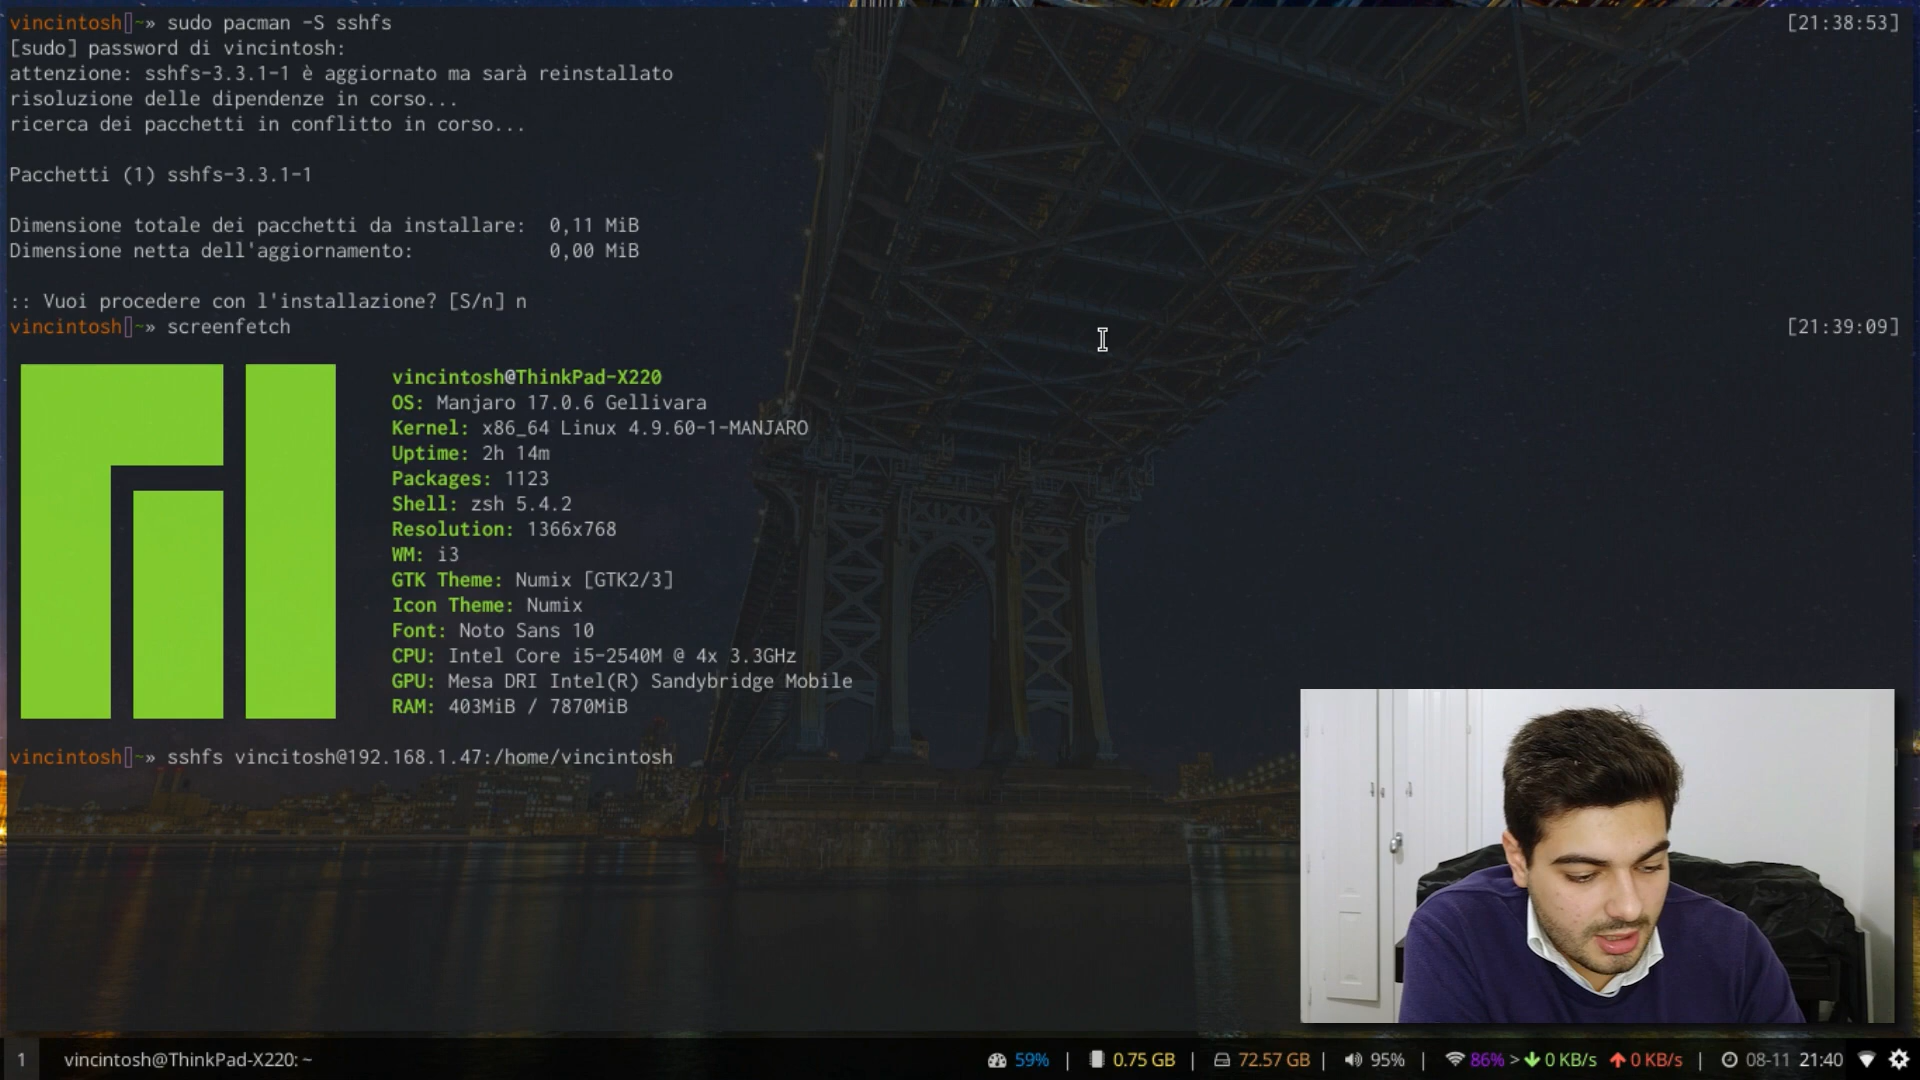 vincintosh[]~» sudo pacman -S sshfs [21:38:53]
[sudo] password di vincintosh:
attenzione: sshfs-3.3.1-1 è aggiornato ma sarà reinstallato
risoluzione delle dipendenze in corso...
ricerca dei pacchetti in conflitto in corso...
Pacchetti (1) sshfs-3.3.1-1
Dimensione totale dei pacchetti da installare: 0,11 MiB
Dimensione netta dell'aggiornamento: 0,00 MiB
:: Vuoi procedere con l'installazione? [S/n] n
vincintosh[]~» screenfetch [21:39:09]
vincintosh@ThinkPad-X220
OS: Manjaro 17.0.6 Gellivara
Kernel: x86_64 Linux 4.9.60-1-MANJARO
Uptime: 2h 14m
Packages: 1123
Shell: zsh 5.4.2
Resolution: 1366x768
WM: i3
GTK Theme: Numix [GTK2/3]
Icon Theme: Numix
Font: Noto Sans 10
CPU: Intel Core i5-2540M @ 4x 3.3GHz
GPU: Mesa DRI Intel(R) Sandybridge Mobile
RAM: 403MiB / 7870MiB
vincintosh[]~» sshfs vincitosh@192.168.1.47:/home/vincintosh
1 vincintosh@ThinkPad-X220: ~ 59% | 0.75 GB | 72.57 GB | 95% | 86% > 0 KB/s 0 KB/s | 08-11 21:40